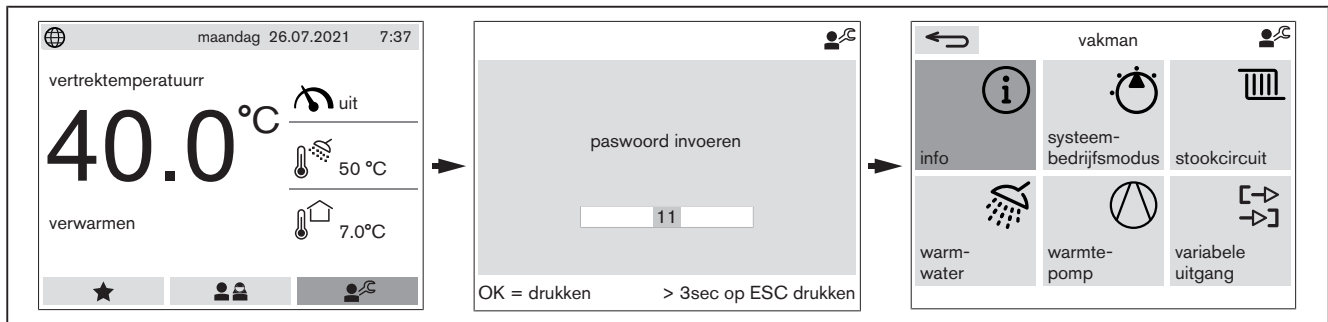 maandag 26.07.2021 7:37
vertrektemperatuurr
40.0°C
uit
50 °C
verwarmen
7.0°C
paswoord invoeren
11
OK = drukken > 3sec op ESC drukken
vakman
info
systeem-
bedrijfsmodus
stookcircuit
warm-
water
warmte-
pomp
variabele
uitgang